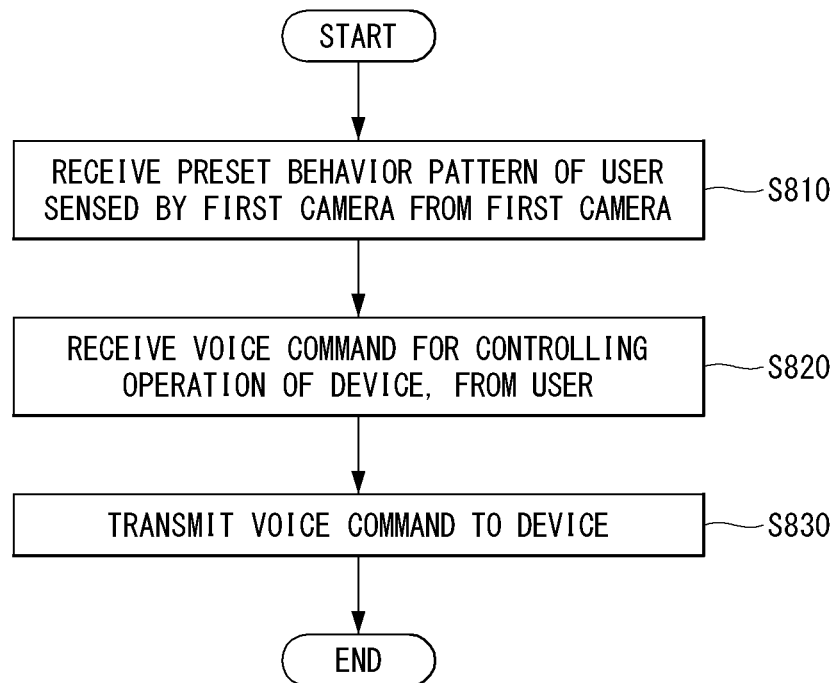 START
RECEIVE PRESET BEHAVIOR PATTERN OF USER
SENSED BY FIRST CAMERA FROM FIRST CAMERA
S810
RECEIVE VOICE COMMAND FOR CONTROLLING
OPERATION OF DEVICE, FROM USER
S820
TRANSMIT VOICE COMMAND TO DEVICE
S830
END